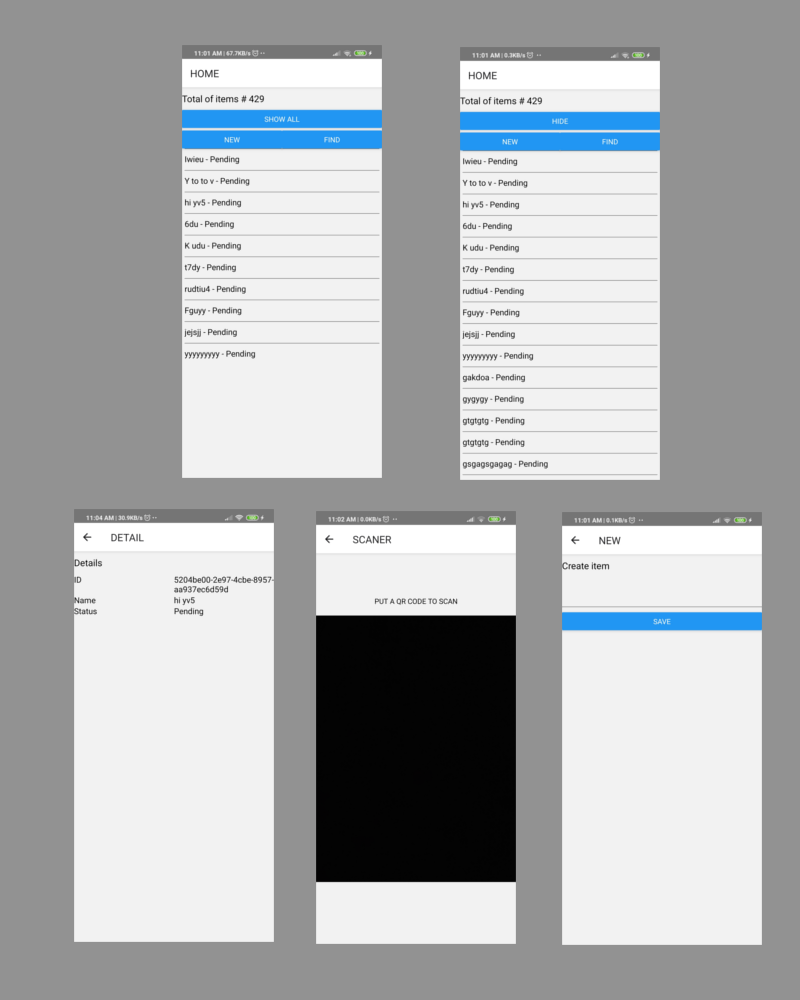 11:01 AM | 67.7KB/s
HOME
Total of items # 429
SHOW ALL
NEW FIND
Iwieu - Pending
Y to to v - Pending
hi yv5 - Pending
6du - Pending
K udu - Pending
t7dy - Pending
rudtiu4 - Pending
Fguyy - Pending
jejsjj - Pending
yyyyyyyyy - Pending
11:01 AM | 0.3KB/s
HOME
Total of items # 429
HIDE
NEW FIND
Iwieu - Pending
Y to to v - Pending
hi yv5 - Pending
6du - Pending
K udu - Pending
t7dy - Pending
rudtiu4 - Pending
Fguyy - Pending
jejsjj - Pending
yyyyyyyyy - Pending
gakdoa - Pending
gygygy - Pending
gtgtgtg - Pending
gtgtgtg - Pending
gsgagsgagag - Pending
11:04 AM | 30.9KB/s
DETAIL
Details
ID 5204be00-2e97-4cbe-8957-
aa937ec6d59d
Name hi yv5
Status Pending
11:02 AM | 0.0KB/s
SCANER
PUT A QR CODE TO SCAN
11:01 AM | 0.1KB/s
NEW
Create item
SAVE